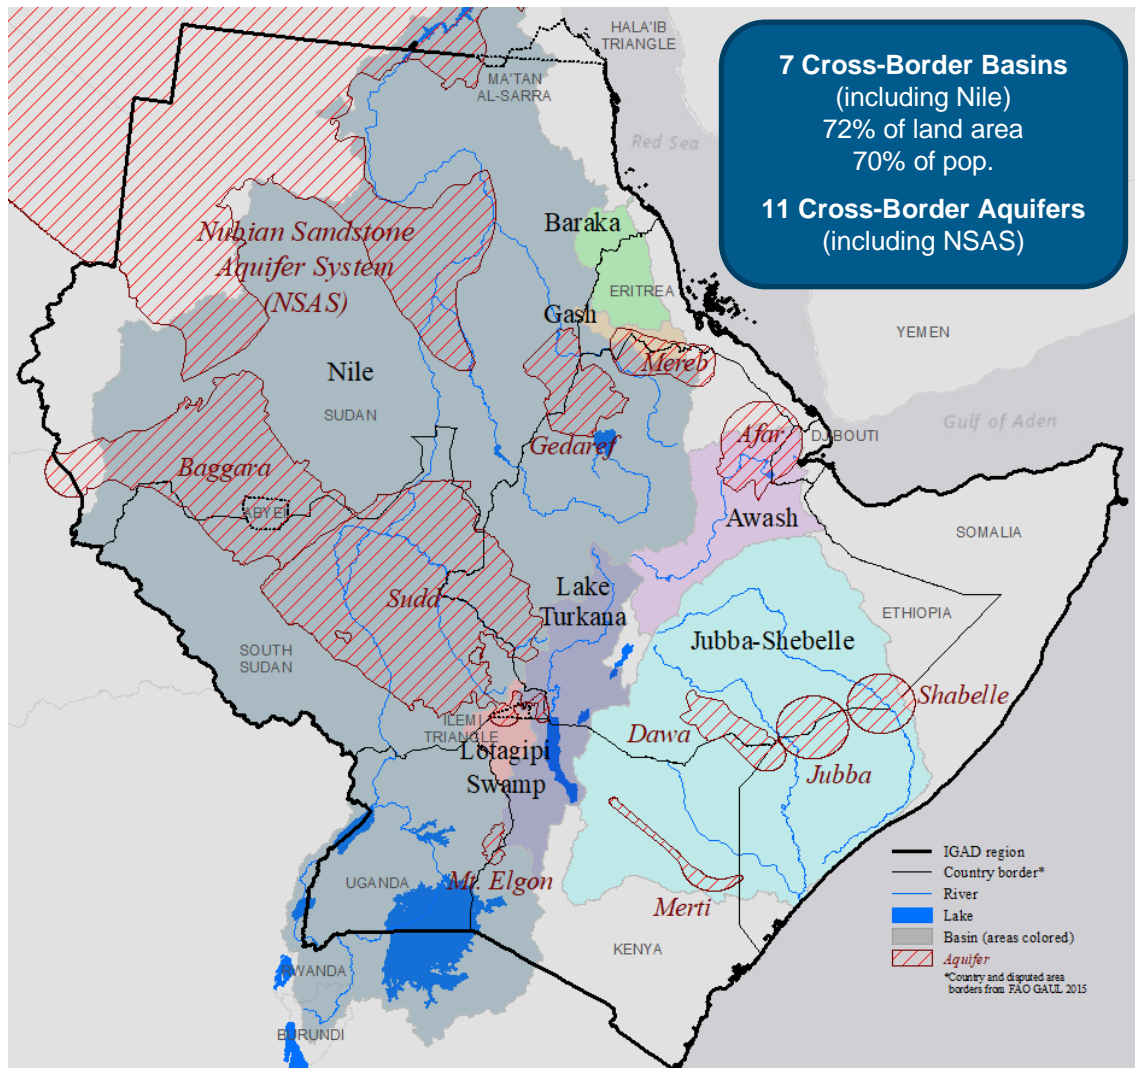 7 Cross-Border Basins
(including Nile)
72% of land area
70% of pop.
11 Cross-Border Aquifers
(including NSAS)
HALA'IB
TRIANGLE
MA'TAN
AL-SARRA
Red Sea
Nubian Sandstone
Aquifer System
(NSAS)
Baraka
ERITREA
Gash
Mereb
YEMEN
Nile
SUDAN
Gedaref
Afar
DJIBOUTI
Gulf of Aden
Baggara
ABYEI
Awash
SOMALIA
Sudd
Lake
Turkana
ETHIOPIA
Jubba-Shebelle
SOUTH
SUDAN
Shabelle
ILEMI
TRIANGLE
Dawa
Lotagipi
Swamp
Jubba
UGANDA
Mt. Elgon
Merti
KENYA
RWANDA
BURUNDI
IGAD region
Country border*
River
Lake
Basin (areas colored)
Aquifer
*Country and disputed area
borders from FAO GAUL 2015